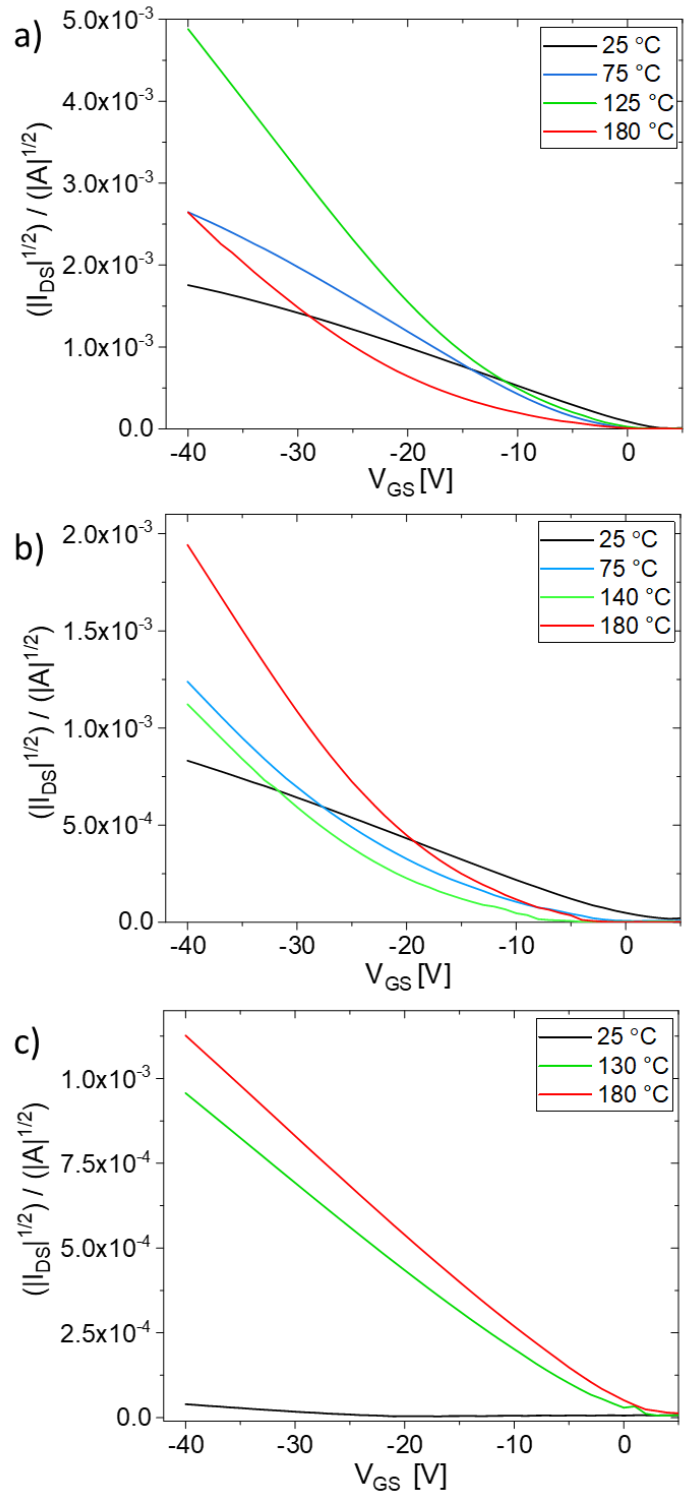 a)
5.0x10⁻³
4.0x10⁻³
3.0x10⁻³
2.0x10⁻³
1.0x10⁻³
0.0
(|I_DS|^1/2) / (|A|^1/2)
25 °C
75 °C
125 °C
180 °C
-40 -30 -20 -10 0
V_GS [V]
b)
2.0x10⁻³
1.5x10⁻³
1.0x10⁻³
5.0x10⁻⁴
0.0
(|I_DS|^1/2) / (|A|^1/2)
25 °C
75 °C
140 °C
180 °C
-40 -30 -20 -10 0
V_GS [V]
c)
1.0x10⁻³
7.5x10⁻⁴
5.0x10⁻⁴
2.5x10⁻⁴
0.0
(|I_DS|^1/2) / (|A|^1/2)
25 °C
130 °C
180 °C
-40 -30 -20 -10 0
V_GS [V]